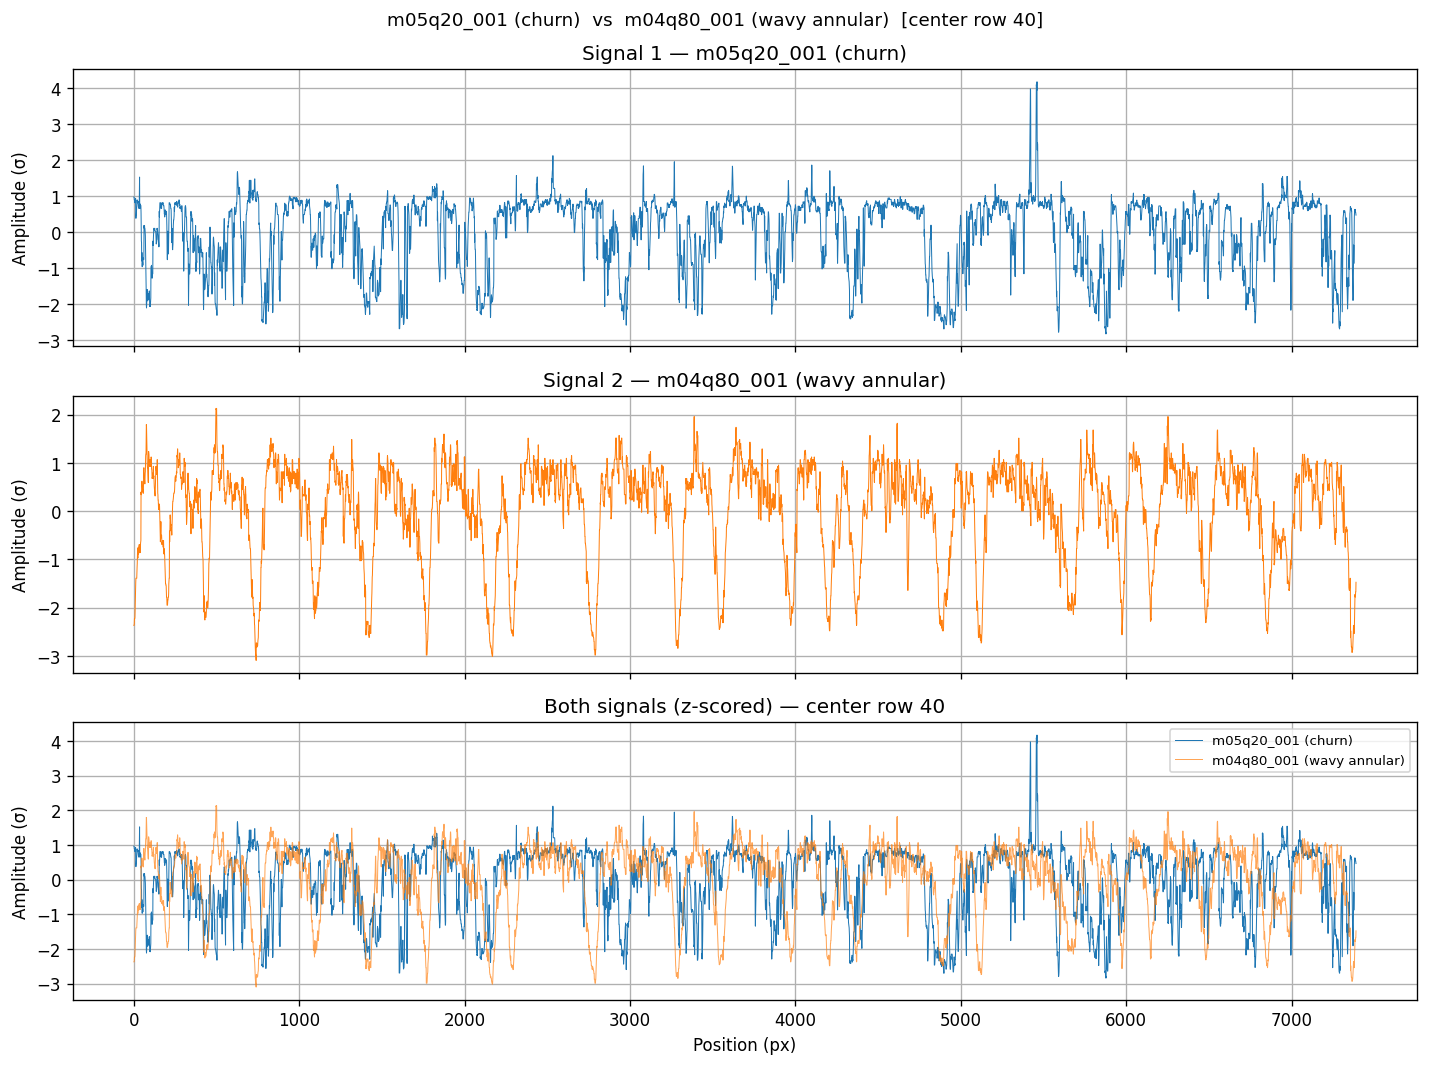 m05q20_001 (churn)  vs  m04q80_001 (wavy annular)  [center row 40]
Signal 1 — m05q20_001 (churn)
Amplitude (σ)
4
3
2
1
0
−1
−2
−3
Signal 2 — m04q80_001 (wavy annular)
Amplitude (σ)
2
1
0
−1
−2
−3
Both signals (z-scored) — center row 40
Amplitude (σ)
4
3
2
1
0
−1
−2
−3
m05q20_001 (churn)
m04q80_001 (wavy annular)
0 1000 2000 3000 4000 5000 6000 7000
Position (px)